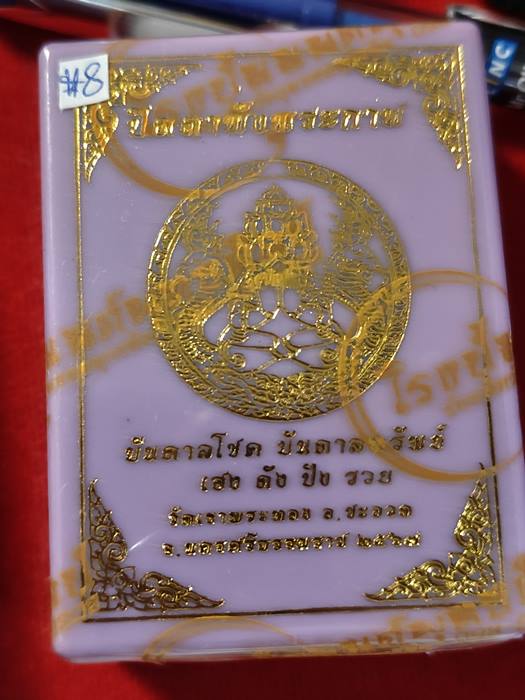 #8
ปิดตาพังพระกาฬ
บันดาลโชค บันดาลทรัพย์
เฮง ดัง ปัง รวย
วัดเขาพระทอง อ.ชะอวด
จ.นครศรีธรรมราช ๒๕๖๗
NC